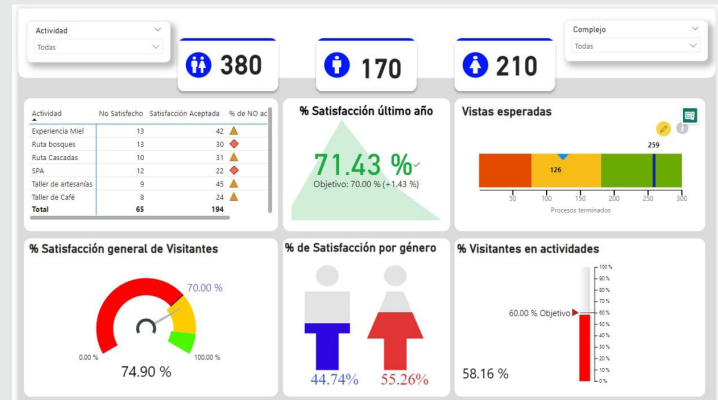 Actividad
Todas
380
170
210
Complejo
Todas
Actividad No Satisfecho Satisfacción Aceptada % de NO ac
Experiencia Miel 13 42
Ruta bosques 13 30
Ruta Cascadas 10 31
SPA 12 22
Taller de artesanías 9 45
Taller de Café 8 24
Total 65 194
% Satisfacción último año
71.43 %
Objetivo: 70.00 % (+1.43 %)
Vistas esperadas
259
126
50 100 150 200 250 300
Procesos terminados
% Satisfacción general de Visitantes
70.00 %
0.00 %
100.00 %
74.90 %
% de Satisfacción por género
44.74% 55.26%
% Visitantes en actividades
100 %
90%
80%
70%
60.00 % Objetivo
60%
50%
40%
30%
20%
10%
0%
58.16 %